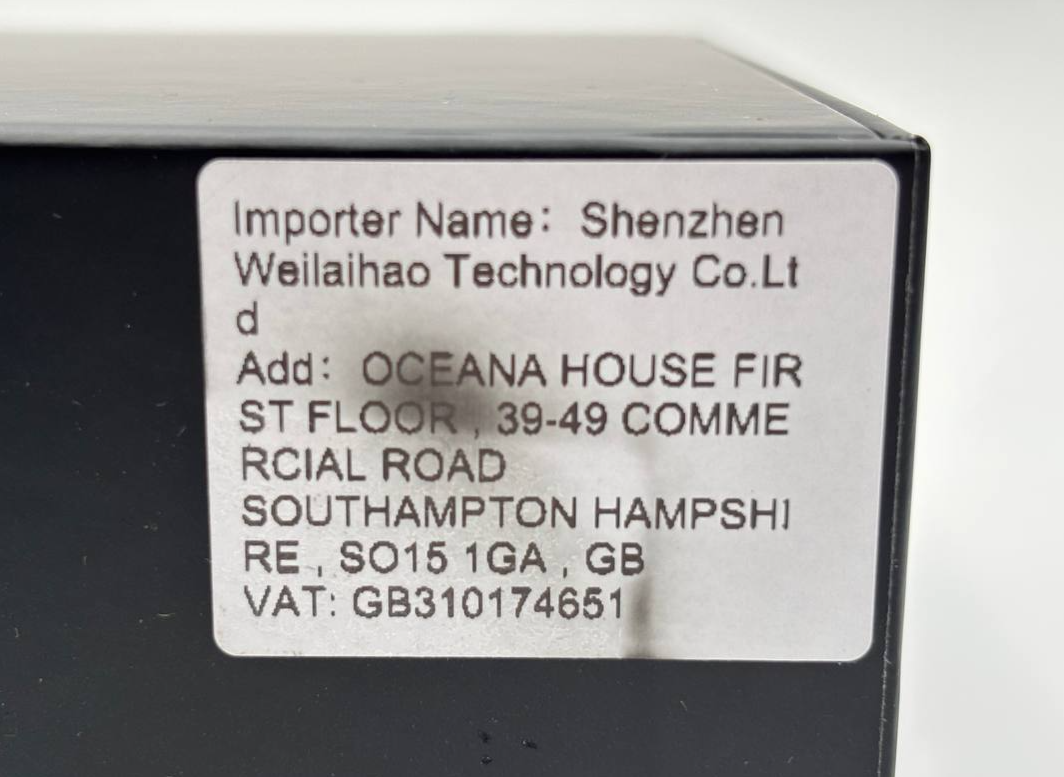 Importer Name: Shenzhen
Weilaihao Technology Co.Lt
d
Add: OCEANA HOUSE FIR
ST FLOOR , 39-49 COMME
RCIAL ROAD
SOUTHAMPTON HAMPSHI
RE , SO15 1GA , GB
VAT: GB310174651